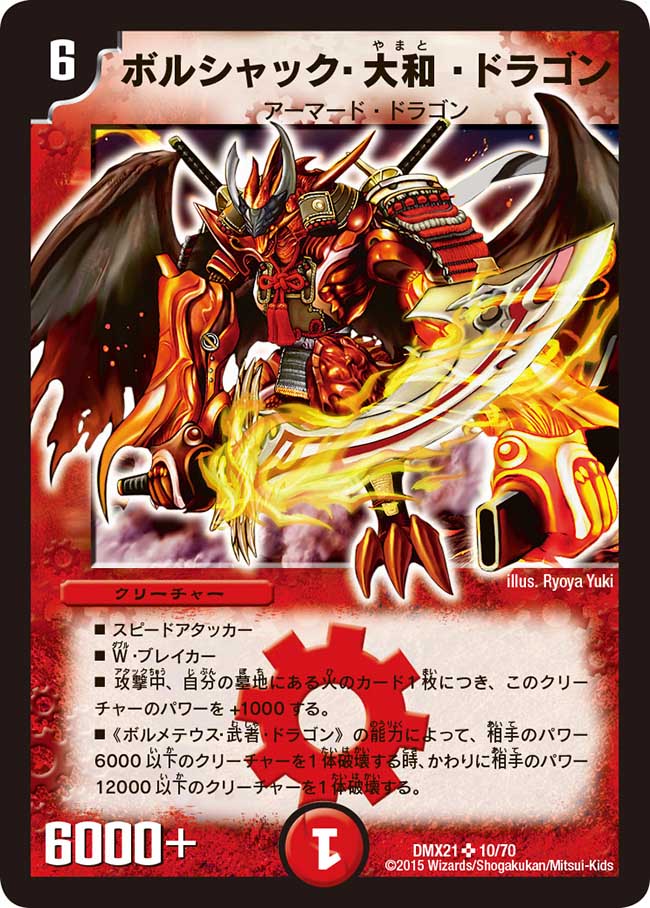 6
ボルシャック・大和・ドラゴン
やまと
アーマード・ドラゴン
illus. Ryoya Yuki
クリーチャー
■ スピードアタッカー
■ W・ブレイカー
■ 攻撃中、自分の墓地にある火のカード1枚につき、このクリー
チャーのパワーを+1000する。
■《ボルメテウス・武者・ドラゴン》の能力によって、相手のパワー
6000以下のクリーチャーを1体破壊する時、かわりに相手のパワー
12000以下のクリーチャーを1体破壊する。
6000+
1
DMX21 10/70
©2015 Wizards/Shogakukan/Mitsui-Kids